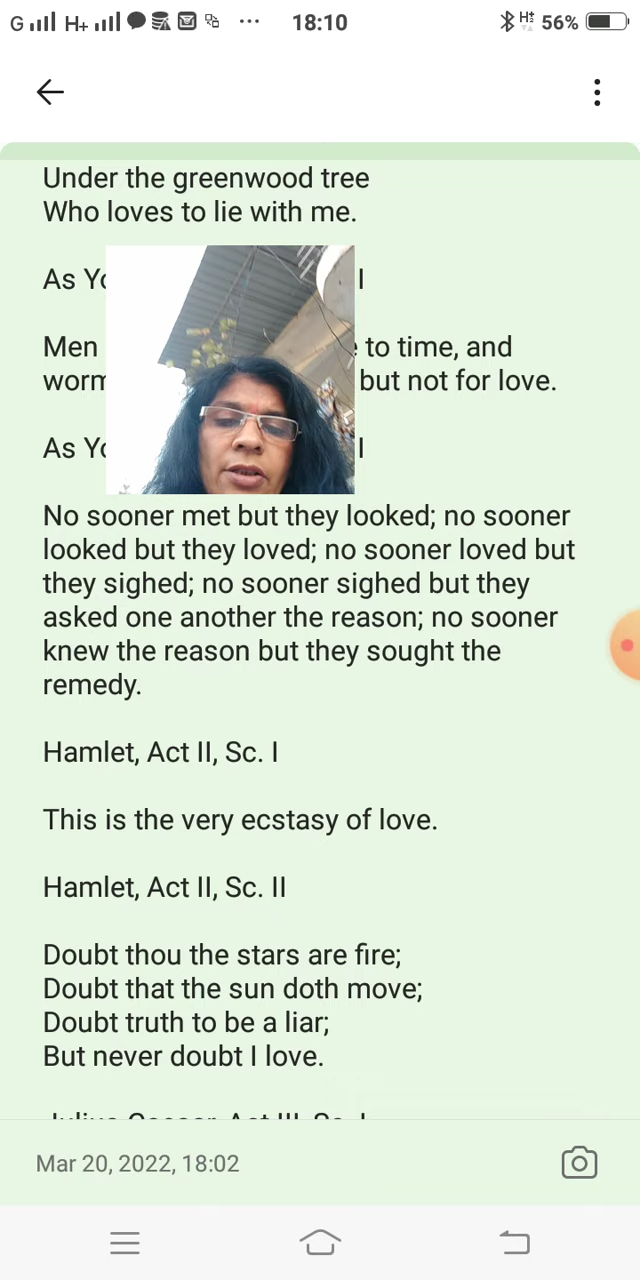 G H+ ... 18:10 H+ 56%
Under the greenwood tree
Who loves to lie with me.
As I
Men to time, and
but not for love.
As I
No sooner met but they looked; no sooner
looked but they loved; no sooner loved but
they sighed; no sooner sighed but they
asked one another the reason; no sooner
knew the reason but they sought the
remedy.
Hamlet, Act II, Sc. I
This is the very ecstasy of love.
Hamlet, Act II, Sc. II
Doubt thou the stars are fire;
Doubt that the sun doth move;
Doubt truth to be a liar;
But never doubt I love.
Mar 20, 2022, 18:02